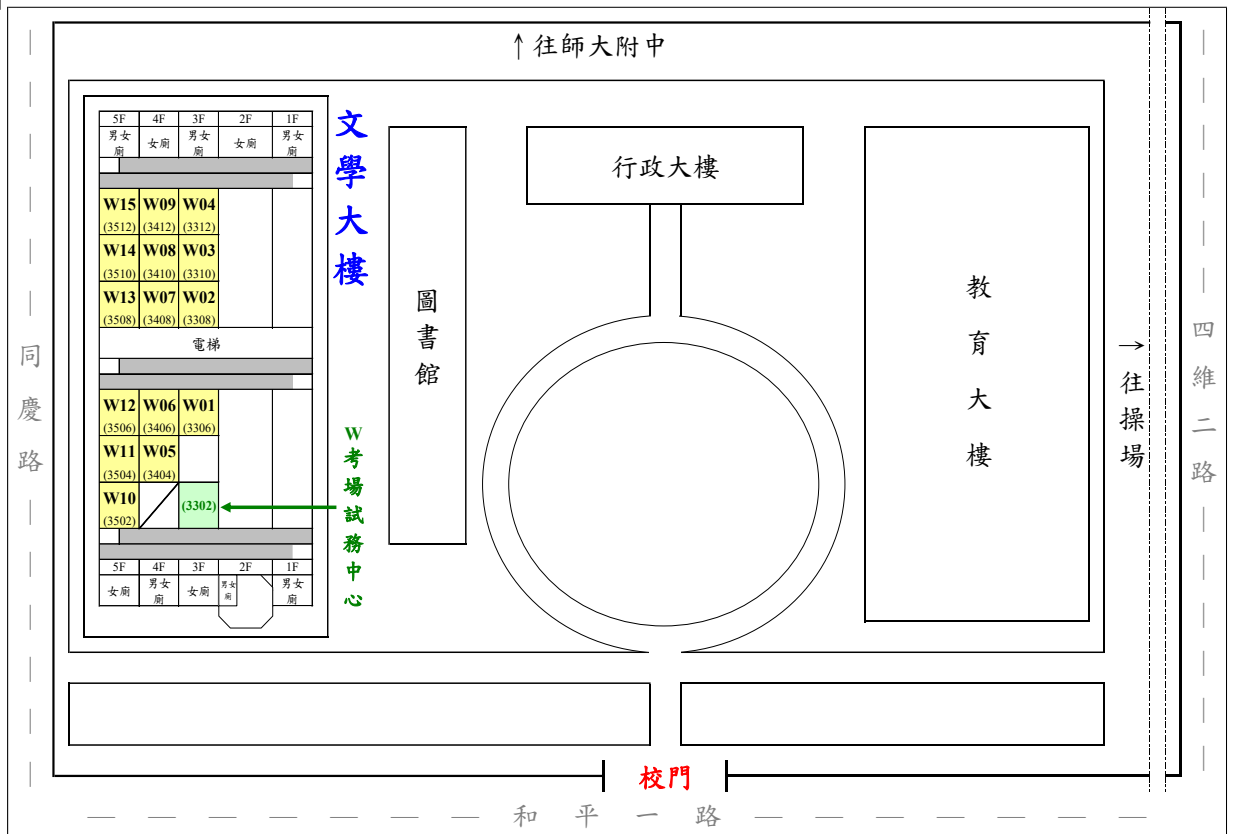 ↑往師大附中
5F 4F 3F 2F 1F
男女廁 女廁 男女廁 女廁 男女廁
W15 W09 W04
(3512) (3412) (3312)
W14 W08 W03
(3510) (3410) (3310)
W13 W07 W02
(3508) (3408) (3308)
電梯
W12 W06 W01
(3506) (3406) (3306)
W11 W05
(3504) (3404)
W10
(3502)
(3302)
5F 4F 3F 2F 1F
女廁 男女廁 女廁 男女廁 男女廁
文學大樓
W考場試務中心
圖書館
行政大樓
教育大樓
→往操場
同慶路
四維二路
校門
和平一路